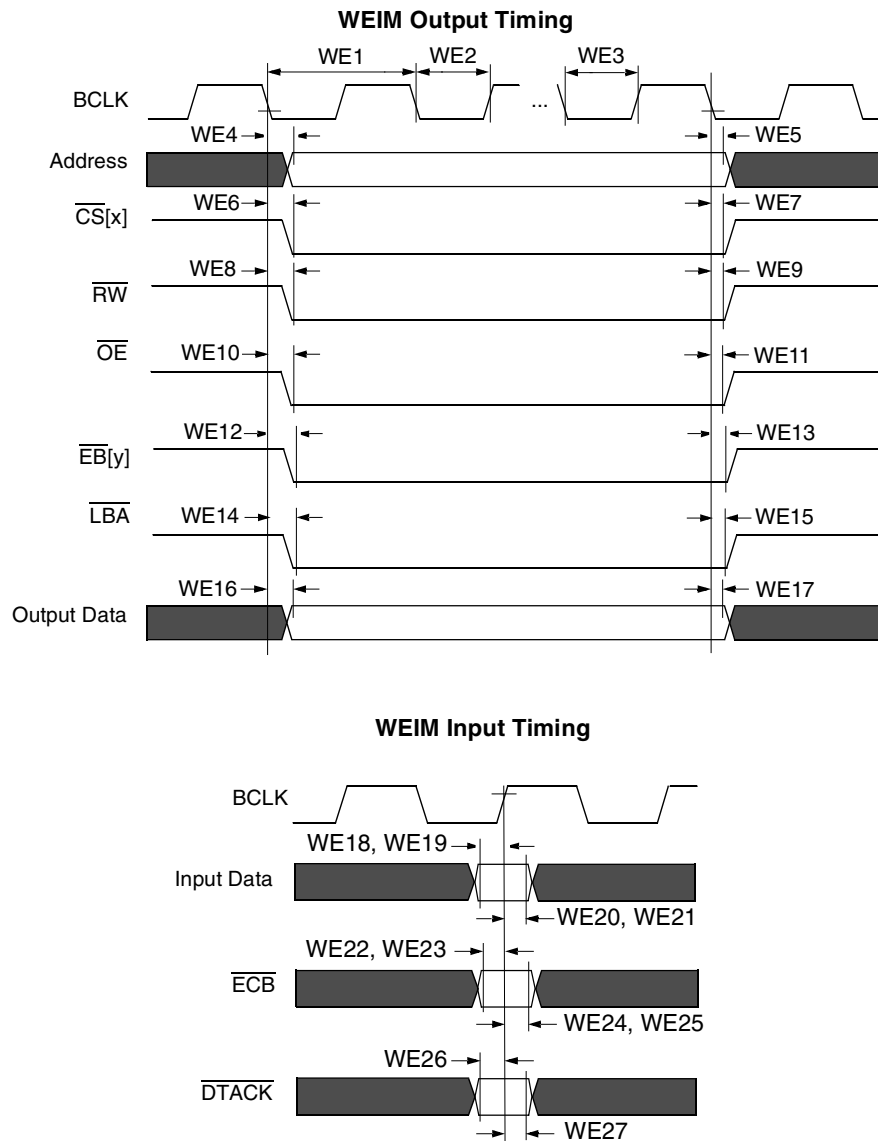 WEIM Output Timing
WE1 WE2 WE3
BCLK
...
WE4 WE5
Address
WE6 WE7
CS[x]
WE8 WE9
RW
WE10 WE11
OE
WE12 WE13
EB[y]
WE14 WE15
LBA
WE16 WE17
Output Data
WEIM Input Timing
BCLK
WE18, WE19
Input Data
WE20, WE21
WE22, WE23
ECB
WE24, WE25
WE26
DTACK
WE27